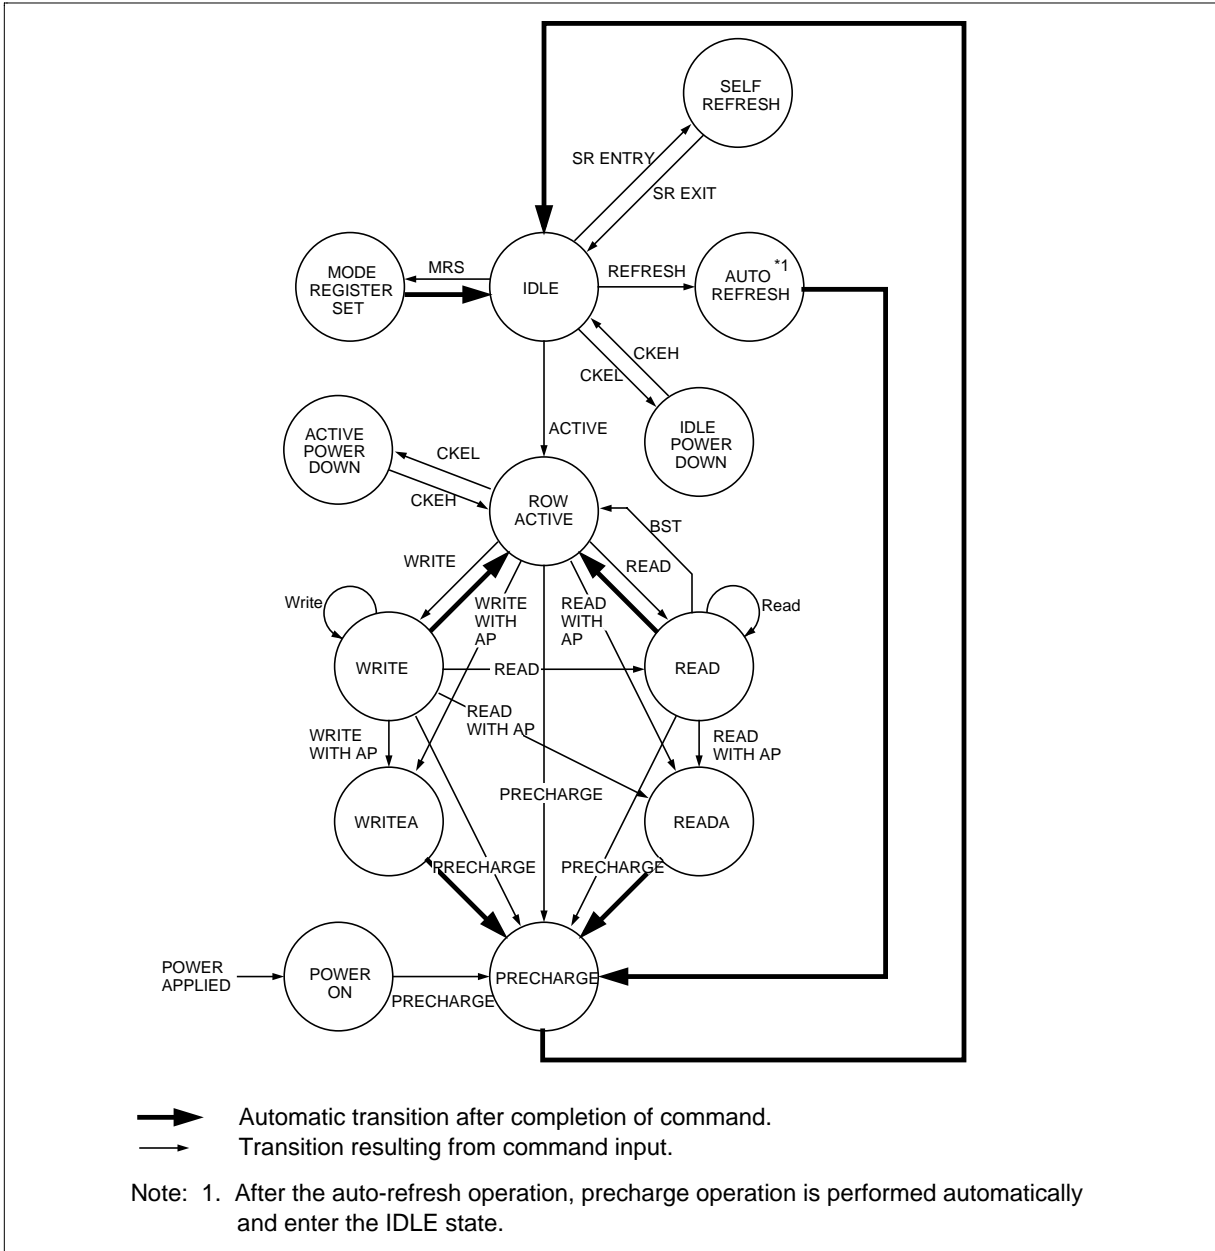 SELF
REFRESH
SR ENTRY
SR EXIT
MODE
REGISTER
SET
MRS
IDLE
REFRESH
AUTO *1
REFRESH
CKEH
CKEL
ACTIVE
IDLE
POWER
DOWN
ACTIVE
POWER
DOWN
CKEL
CKEH
ROW
ACTIVE
BST
WRITE
READ
Write
WRITE
WITH
AP
READ
WITH
AP
Read
WRITE
READ
READ
READ
WITH AP
WRITE
WITH AP
READ
WITH AP
PRECHARGE
WRITEA
READA
PRECHARGE
PRECHARGE
POWER
APPLIED
POWER
ON
PRECHARGE
PRECHARGE
Automatic transition after completion of command.
Transition resulting from command input.
Note: 1. After the auto-refresh operation, precharge operation is performed automatically
and enter the IDLE state.